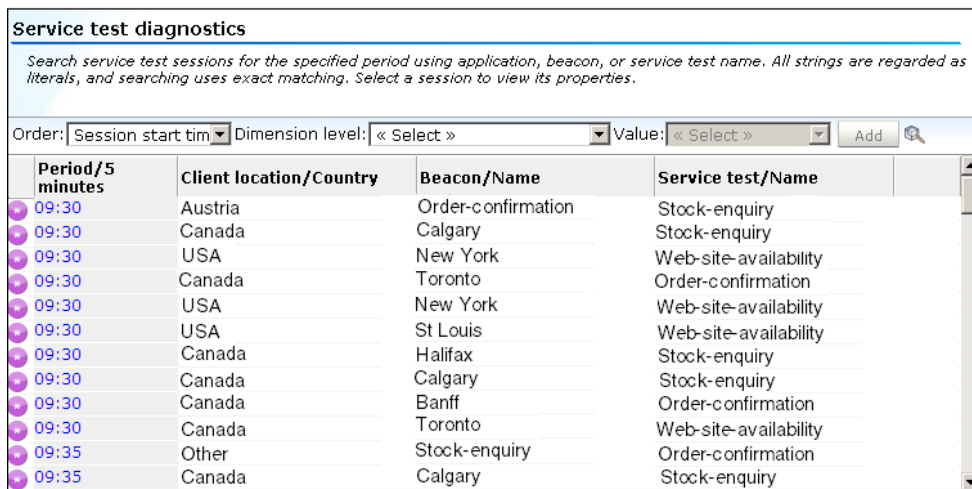 Service test diagnostics
Search service test sessions for the specified period using application, beacon, or service test name. All strings are regarded as
literals, and searching uses exact matching. Select a session to view its properties.
Order: Session start tim Dimension level: « Select » Value: « Select » Add
Period/5 minutes Client location/Country Beacon/Name Service test/Name
09:30 Austria Order-confirmation Stock-enquiry
09:30 Canada Calgary Stock-enquiry
09:30 USA New York Web-site-availability
09:30 Canada Toronto Order-confirmation
09:30 USA New York Web-site-availability
09:30 USA St Louis Web-site-availability
09:30 Canada Halifax Stock-enquiry
09:30 Canada Calgary Stock-enquiry
09:30 Canada Banff Order-confirmation
09:30 Canada Toronto Web-site-availability
09:35 Other Stock-enquiry Order-confirmation
09:35 Canada Calgary Stock-enquiry